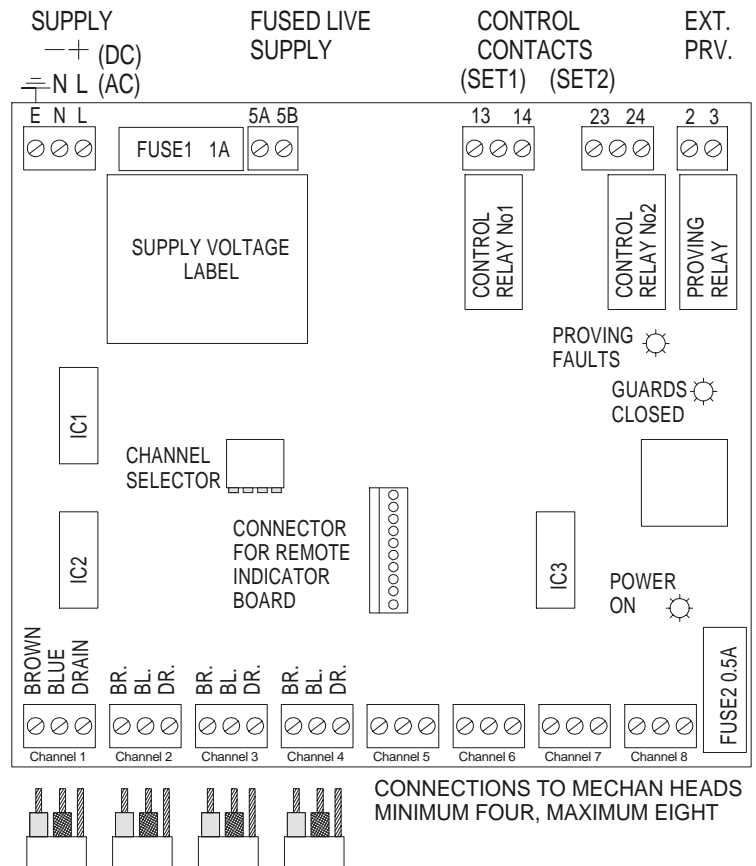 SUPPLY
FUSED LIVE
SUPPLY
CONTROL
CONTACTS
(SET1) (SET2)
EXT.
PRV.
− + (DC)
N L (AC)
E N L
5A 5B
13 14
23 24
2 3
FUSE1 1A
SUPPLY VOLTAGE
LABEL
CONTROL
RELAY No1
CONTROL
RELAY No2
PROVING
RELAY
PROVING
FAULTS
GUARDS
CLOSED
IC1
CHANNEL
SELECTOR
IC2
CONNECTOR
FOR REMOTE
INDICATOR
BOARD
IC3
POWER
ON
FUSE2 0.5A
BROWN
BLUE
DRAIN
BR.
BL.
DR.
BR.
BL.
DR.
BR.
BL.
DR.
Channel 1
Channel 2
Channel 3
Channel 4
Channel 5
Channel 6
Channel 7
Channel 8
CONNECTIONS TO MECHAN HEADS
MINIMUM FOUR, MAXIMUM EIGHT